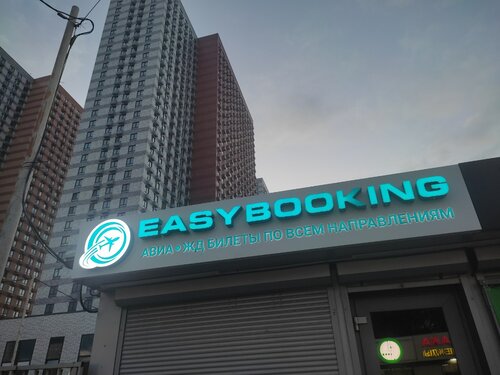 EASYBOOKING
АВИА • ЖД БИЛЕТЫ ПО ВСЕМ НАПРАВЛЕНИЯМ